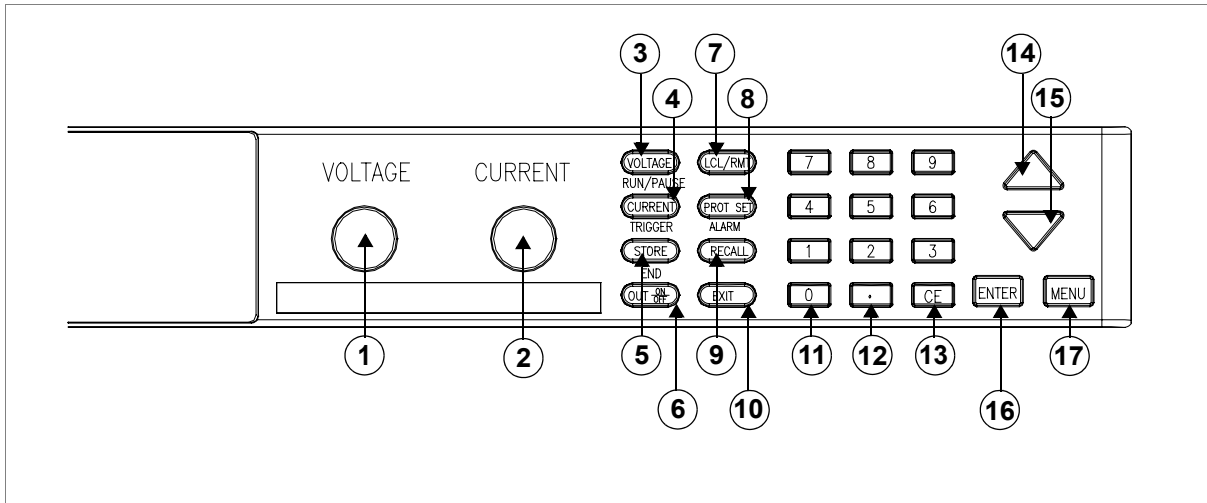 3 7 14
4 8 15
VOLTAGE CURRENT
VOLTAGE LCL/RMT 7 8 9
RUN/PAUSE
CURRENT PROT SET 4 5 6
TRIGGER ALARM
STORE RECALL 1 2 3
END
OUT ON/OFF EXIT 0 . CE ENTER MENU
1 2 5 9 11 12 13 17
6 10 16